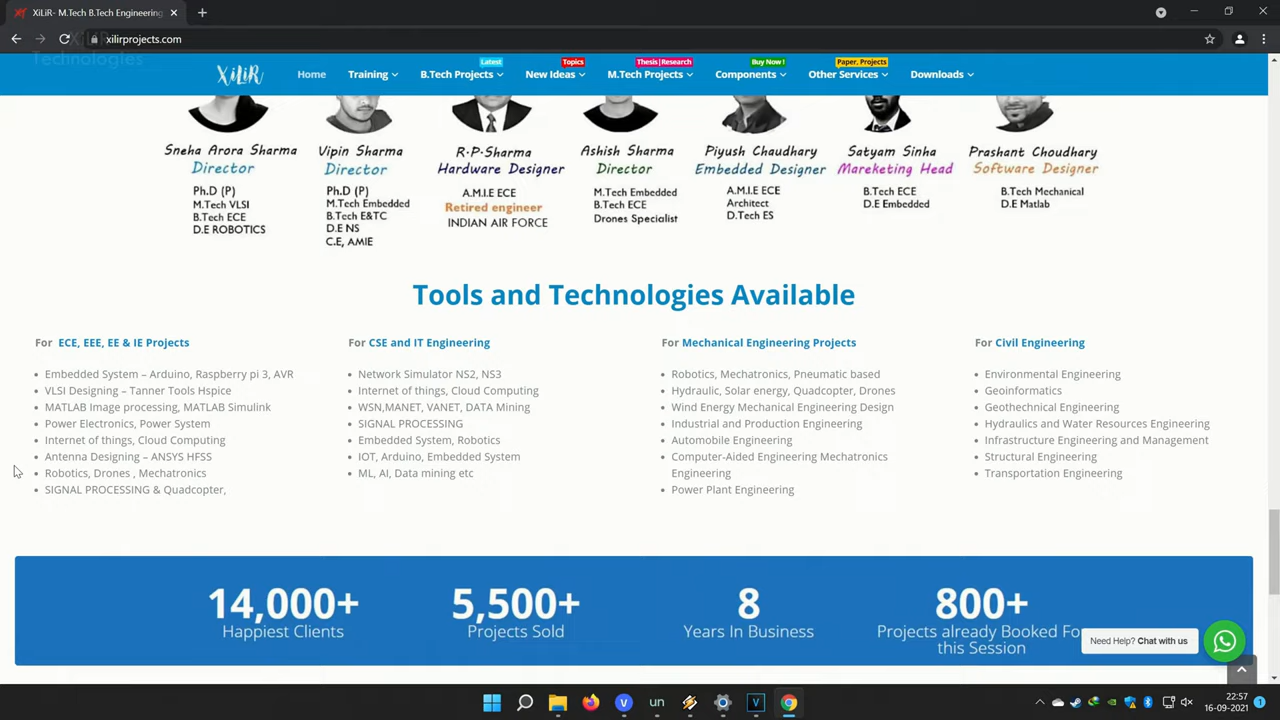 XiLiR- M.Tech B.Tech Engineering
xilirprojects.com
XiLiR
Technologies
Latest
Topics
Thesis|Research
Buy Now !
Paper, Projects
XiLiR
Home
Training
B.Tech Projects
New Ideas
M.Tech Projects
Components
Other Services
Downloads
Sneha Arora Sharma
Director
Ph.D (P)
M.Tech VLSI
B.Tech ECE
D.E ROBOTICS
Vipin Sharma
Director
Ph.D (P)
M.Tech Embedded
B.Tech E&TC
D.E NS
C.E, AMIE
R.P.Sharma
Hardware Designer
A.M.I.E ECE
Retired engineer
INDIAN AIR FORCE
Ashish Sharma
Director
M.Tech Embedded
B.Tech ECE
Drones Specialist
Piyush Chaudhary
Embedded Designer
A.M.I.E ECE
Architect
D.Tech ES
Satyam Sinha
Mareketing Head
B.Tech ECE
D.E Embedded
Prashant Choudhary
Software Designer
B.Tech Mechanical
D.E Matlab
Tools and Technologies Available
For ECE, EEE, EE & IE Projects
Embedded System – Arduino, Raspberry pi 3, AVR
VLSI Designing – Tanner Tools Hspice
MATLAB Image processing, MATLAB Simulink
Power Electronics, Power System
Internet of things, Cloud Computing
Antenna Designing – ANSYS HFSS
Robotics, Drones , Mechatronics
SIGNAL PROCESSING & Quadcopter,
For CSE and IT Engineering
Network Simulator NS2, NS3
Internet of things, Cloud Computing
WSN,MANET, VANET, DATA Mining
SIGNAL PROCESSING
Embedded System, Robotics
IOT, Arduino, Embedded System
ML, AI, Data mining etc
For Mechanical Engineering Projects
Robotics, Mechatronics, Pneumatic based
Hydraulic, Solar energy, Quadcopter, Drones
Wind Energy Mechanical Engineering Design
Industrial and Production Engineering
Automobile Engineering
Computer-Aided Engineering Mechatronics
Engineering
Power Plant Engineering
For Civil Engineering
Environmental Engineering
Geoinformatics
Geothechnical Engineering
Hydraulics and Water Resources Engineering
Infrastructure Engineering and Management
Structural Engineering
Transportation Engineering
14,000+
Happiest Clients
5,500+
Projects Sold
8
Years In Business
800+
Projects already Booked Fo
this Session
Need Help? Chat with us
un
22:57
16-09-2021